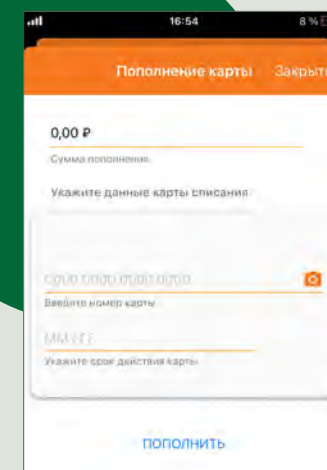 16:54 8 %
Пополнение карты Закрыть
0,00 ₽
Сумма пополнения
Укажите данные карты списания
0000 0000 0000 0000
Введите номер карты
ММ/ГГ
Укажите срок действия карты
ПОПОЛНИТЬ